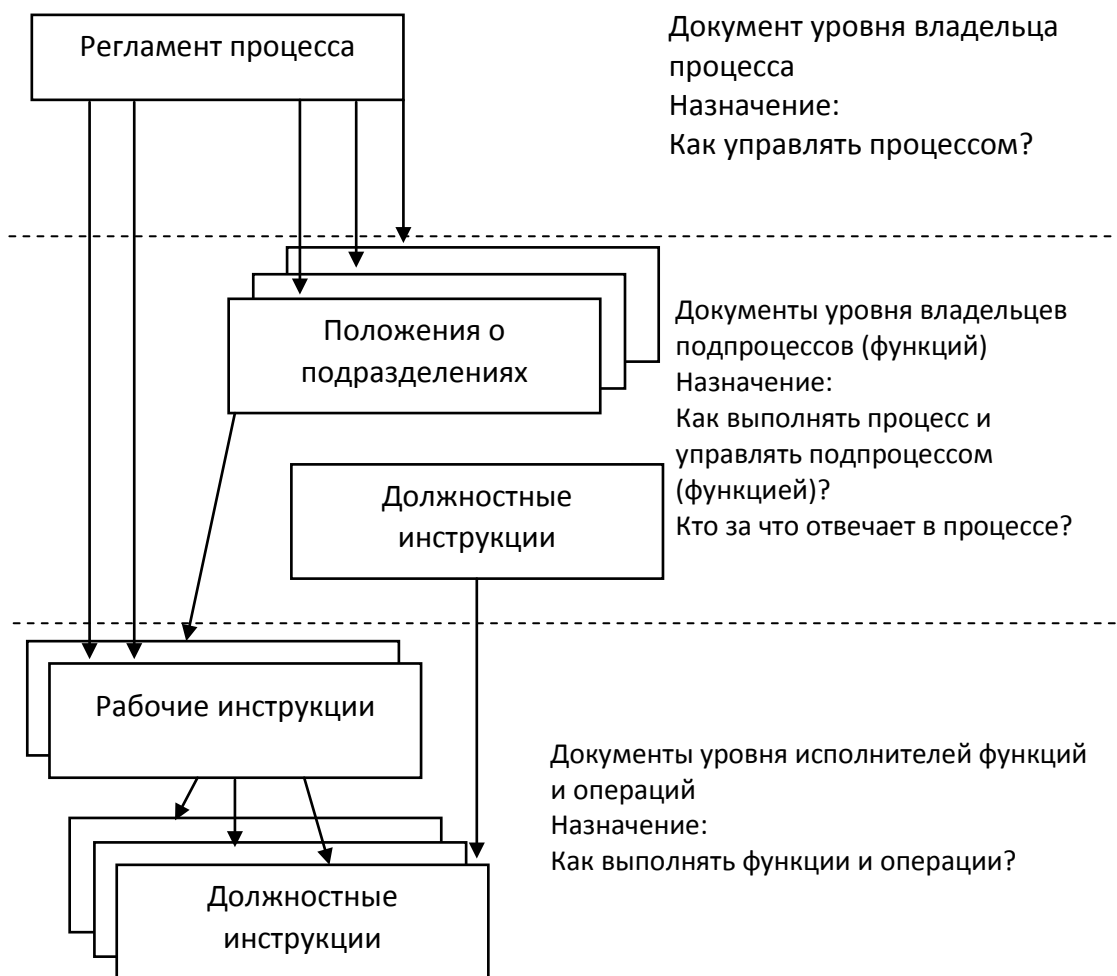 Регламент процесса
Документ уровня владельца
процесса
Назначение:
Как управлять процессом?
Положения о
подразделениях
Документы уровня владельцев
подпроцессов (функций)
Назначение:
Как выполнять процесс и
управлять подпроцессом
(функцией)?
Кто за что отвечает в процессе?
Должностные
инструкции
Рабочие инструкции
Документы уровня исполнителей функций
и операций
Назначение:
Как выполнять функции и операции?
Должностные
инструкции